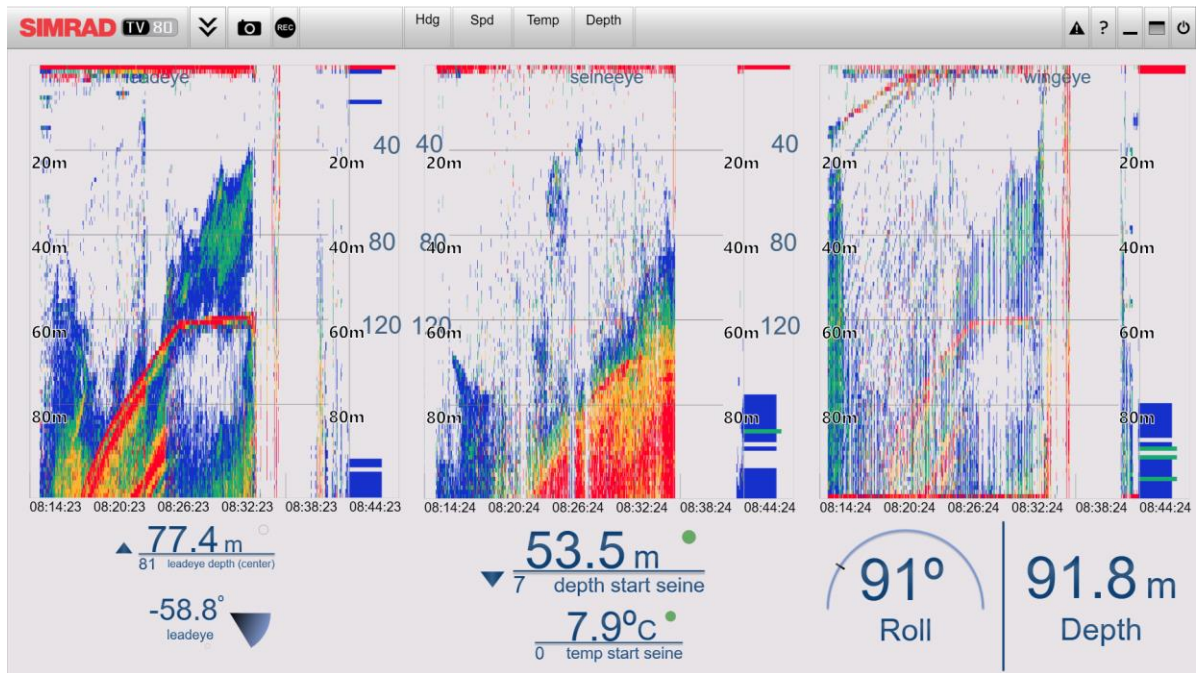 SIMRAD TV 80 REC Hdg Spd Temp Depth ?
leadeye seineeye wingeye
40 40 40
20m 20m 20m 20m 20m 20m
80 80 80
40m 40m 40m 40m 40m 40m
120 120 120
60m 60m 60m 60m 60m 60m
80m 80m 80m 80m 80m 80m
08:14:23 08:20:23 08:26:23 08:32:23 08:38:23 08:44:23
08:14:24 08:20:24 08:26:24 08:32:24 08:38:24 08:44:24
08:14:24 08:20:24 08:26:24 08:32:24 08:38:24 08:44:24
77.4 m
81 leadeye depth (center)
-58.8°
leadeye
53.5 m
7 depth start seine
7.9°C
0 temp start seine
91°
Roll
91.8 m
Depth